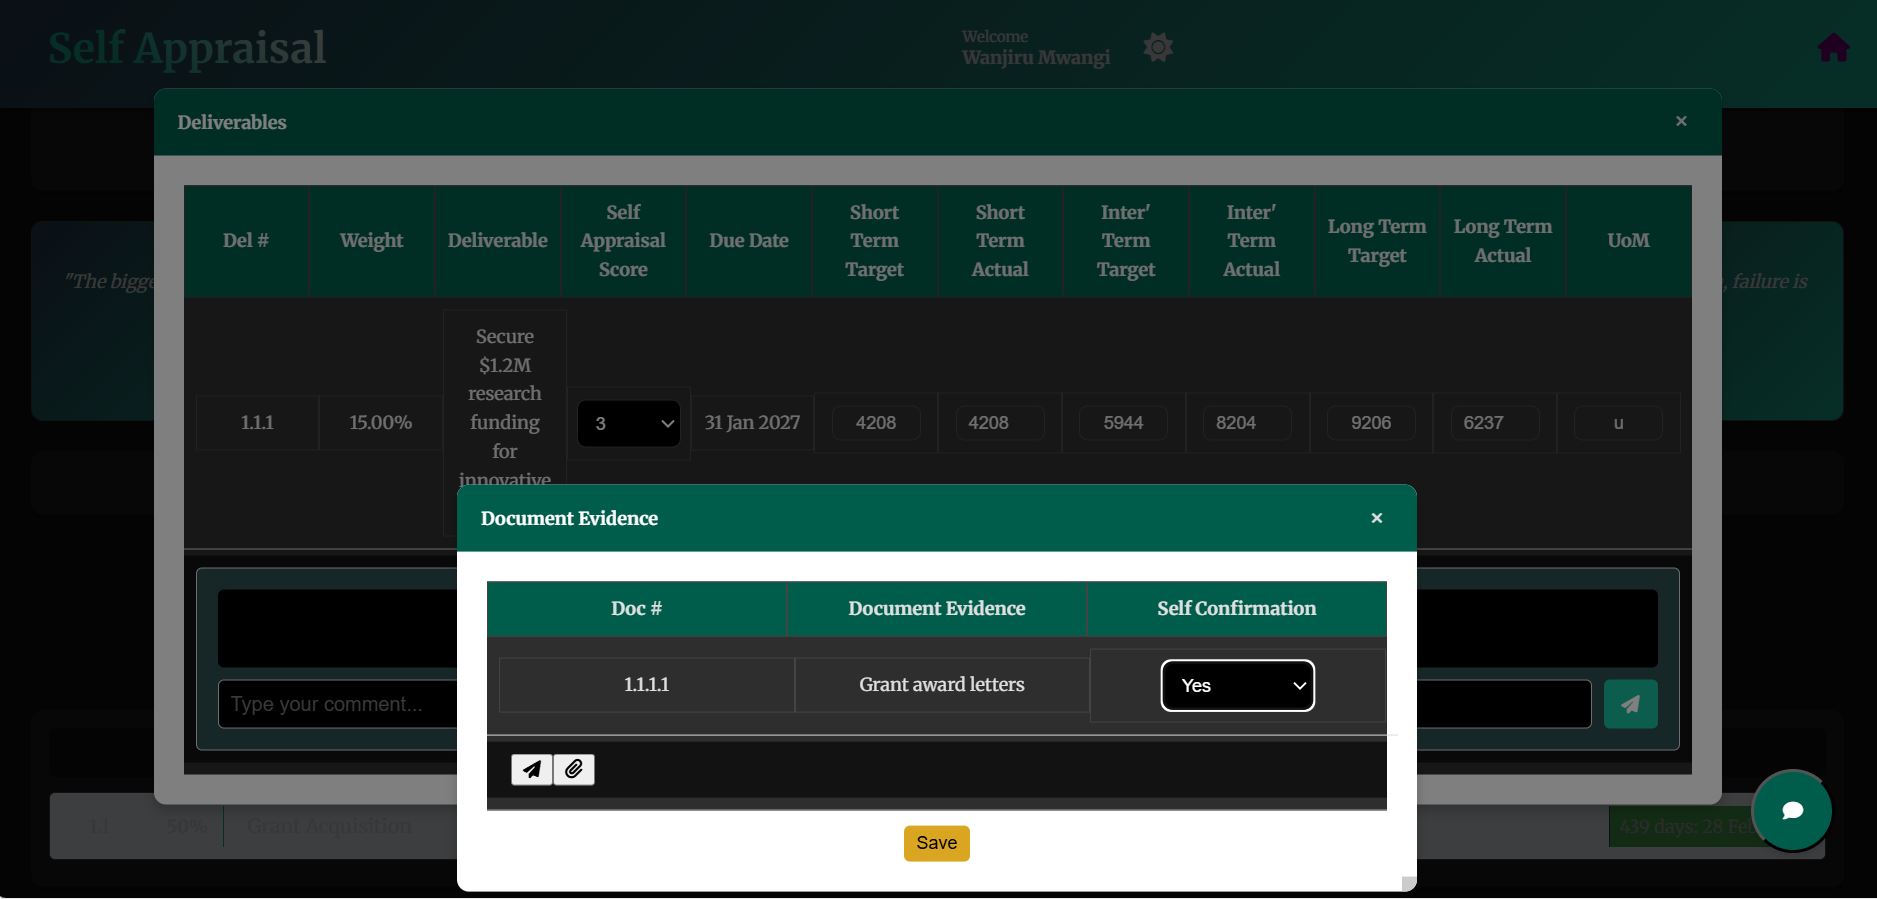 Self Appraisal
Welcome
Wanjiru Mwangi
Deliverables
×
Del #
Weight
Deliverable
Self
Appraisal
Score
Due Date
Short
Term
Target
Short
Term
Actual
Inter'
Term
Target
Inter'
Term
Actual
Long Term
Target
Long Term
Actual
UoM
"The bigge
, failure is
1.1.1
15.00%
Secure
$1.2M
research
funding
for
innovative
3
31 Jan 2027
4208
4208
5944
8204
9206
6237
u
Document Evidence
×
Doc #
Document Evidence
Self Confirmation
1.1.1.1
Grant award letters
Yes
Type your comment...
Save
1.1
50%
Grant Acquisition
439 days: 28 Feb